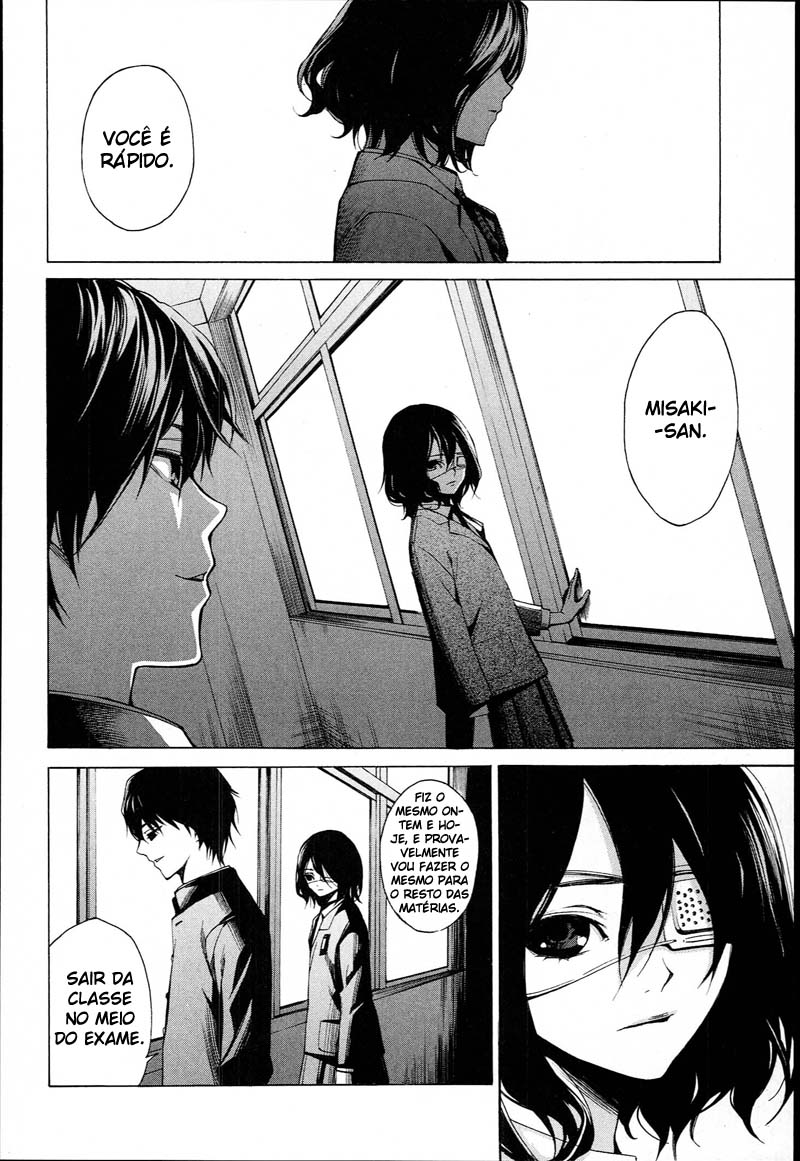 VOCÊ É
RÁPIDO.
MISAKI-
-SAN.
FIZ O
MESMO ON-
TEM E HO-
JE, E PROVA-
VELMENTE
VOU FAZER O
MESMO PARA
O RESTO DAS
MATÉRIAS.
SAIR DA
CLASSE
NO MEIO
DO EXAME.